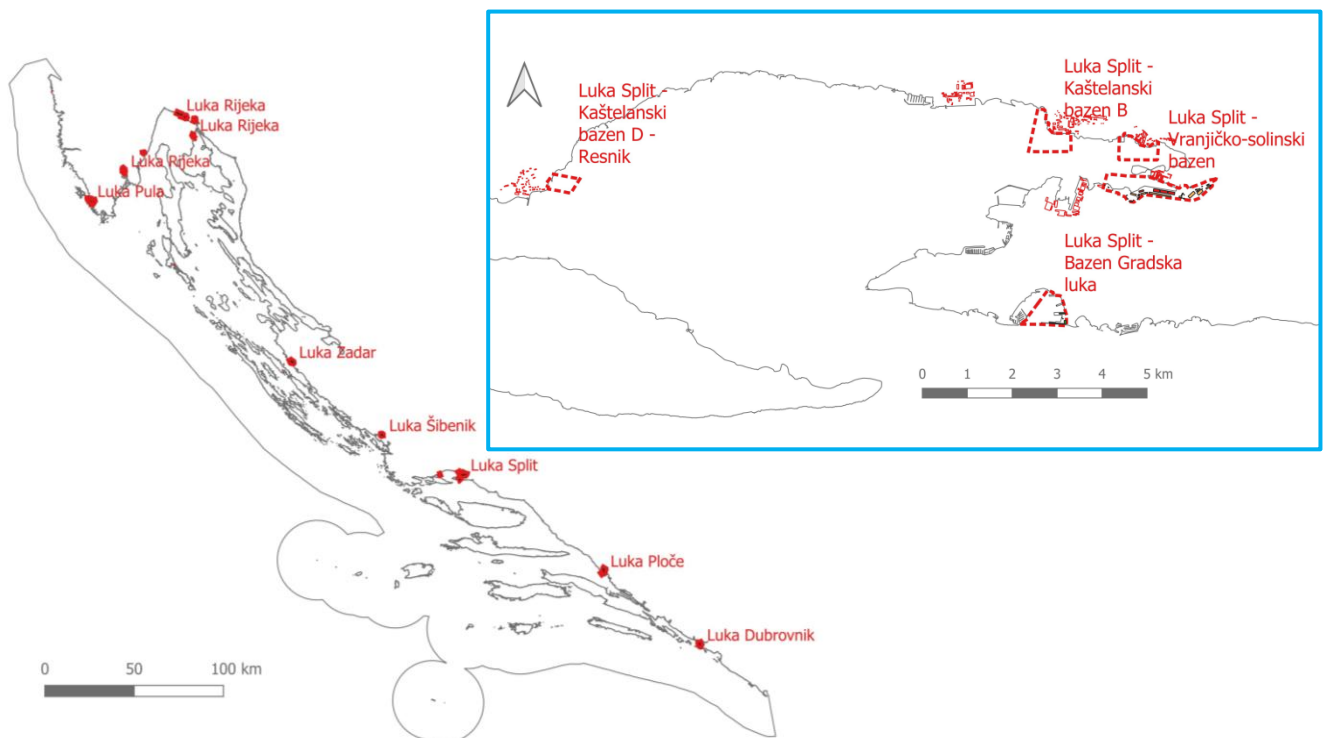 Luka Rijeka
Luka Rijeka
Luka Rijeka
Luka Pula
Luka Zadar
Luka Šibenik
Luka Split
Luka Ploče
Luka Dubrovnik
0 50 100 km
Luka Split -
Kaštelanski
bazen D -
Resnik
Luka Split -
Kaštelanski
bazen B
Luka Split -
Vranjičko-solinski
bazen
Luka Split -
Bazen Gradska
luka
0 1 2 3 4 5 km